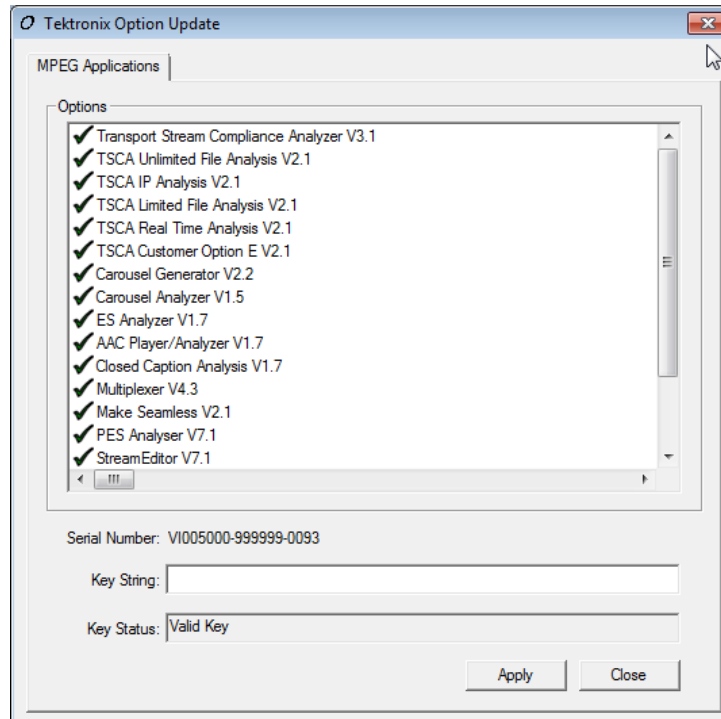 Tektronix Option Update
MPEG Applications
Options
Transport Stream Compliance Analyzer V3.1
TSCA Unlimited File Analysis V2.1
TSCA IP Analysis V2.1
TSCA Limited File Analysis V2.1
TSCA Real Time Analysis V2.1
TSCA Customer Option E V2.1
Carousel Generator V2.2
Carousel Analyzer V1.5
ES Analyzer V1.7
AAC Player/Analyzer V1.7
Closed Caption Analysis V1.7
Multiplexer V4.3
Make Seamless V2.1
PES Analyser V7.1
StreamEditor V7.1
Serial Number: VI005000-999999-0093
Key String:
Key Status: Valid Key
Apply Close